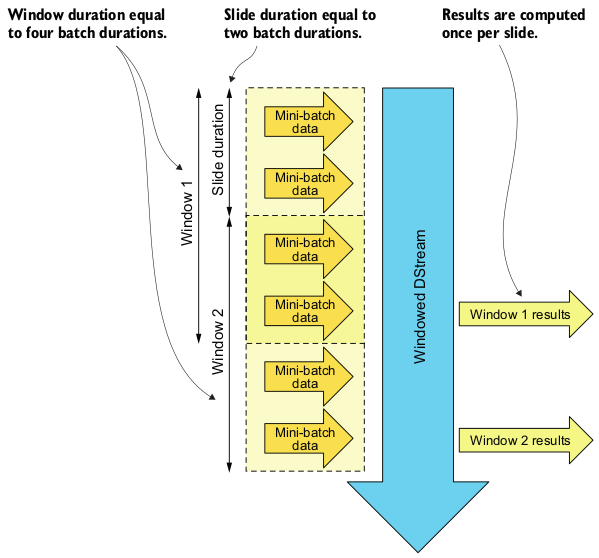 Window duration equal
to four batch durations.
Slide duration equal to
two batch durations.
Results are computed
once per slide.
Window 1
Slide duration
Window 2
Mini-batch
data
Mini-batch
data
Mini-batch
data
Mini-batch
data
Mini-batch
data
Mini-batch
data
Windowed DStream
Window 1 results
Window 2 results